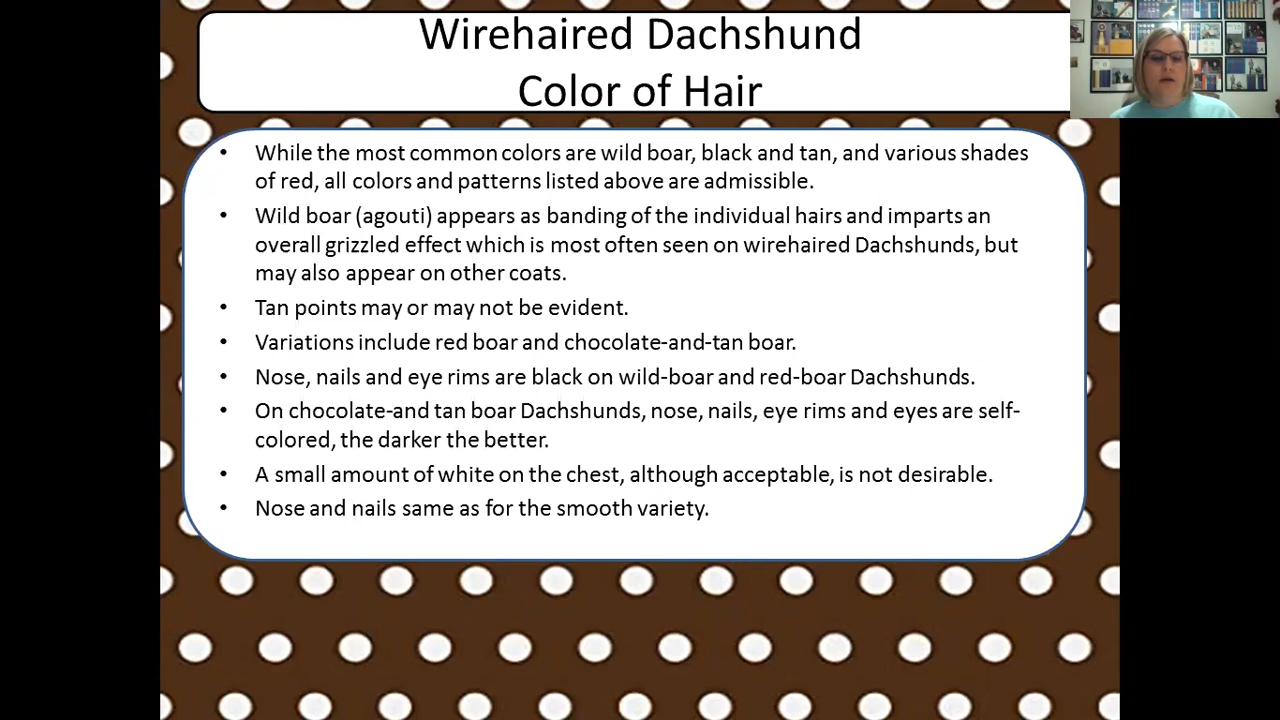 Wirehaired Dachshund
Color of Hair
• While the most common colors are wild boar, black and tan, and various shades
of red, all colors and patterns listed above are admissible.
• Wild boar (agouti) appears as banding of the individual hairs and imparts an
overall grizzled effect which is most often seen on wirehaired Dachshunds, but
may also appear on other coats.
• Tan points may or may not be evident.
• Variations include red boar and chocolate-and-tan boar.
• Nose, nails and eye rims are black on wild-boar and red-boar Dachshunds.
• On chocolate-and tan boar Dachshunds, nose, nails, eye rims and eyes are self-
colored, the darker the better.
• A small amount of white on the chest, although acceptable, is not desirable.
• Nose and nails same as for the smooth variety.